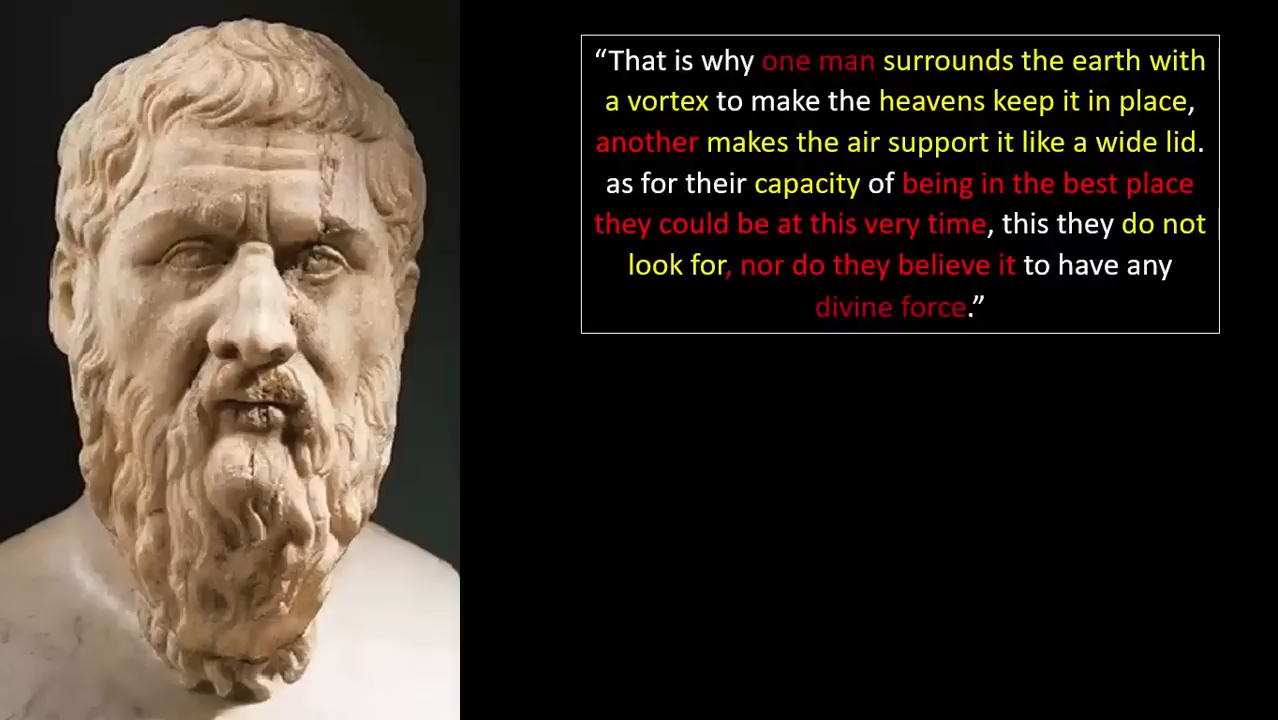 “That is why one man surrounds the earth with
a vortex to make the heavens keep it in place,
another makes the air support it like a wide lid.
as for their capacity of being in the best place
they could be at this very time, this they do not
look for, nor do they believe it to have any
divine force.”